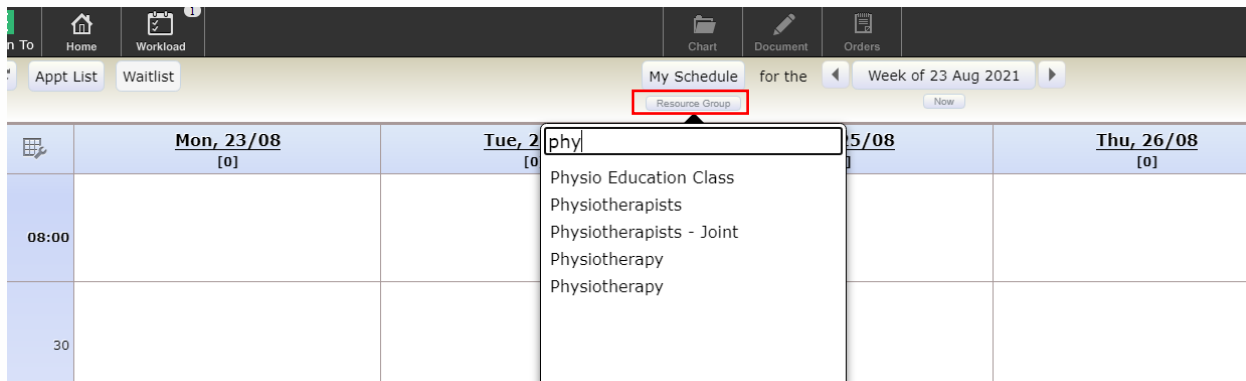 1
n To Home Workload Chart Document Orders
Appt List Waitlist My Schedule for the Week of 23 Aug 2021
Resource Group Now
Mon, 23/08 Tue, 2 5/08 Thu, 26/08
[0] [0 ] [0]
phy
Physio Education Class
Physiotherapists
08:00 Physiotherapists - Joint
Physiotherapy
Physiotherapy
30